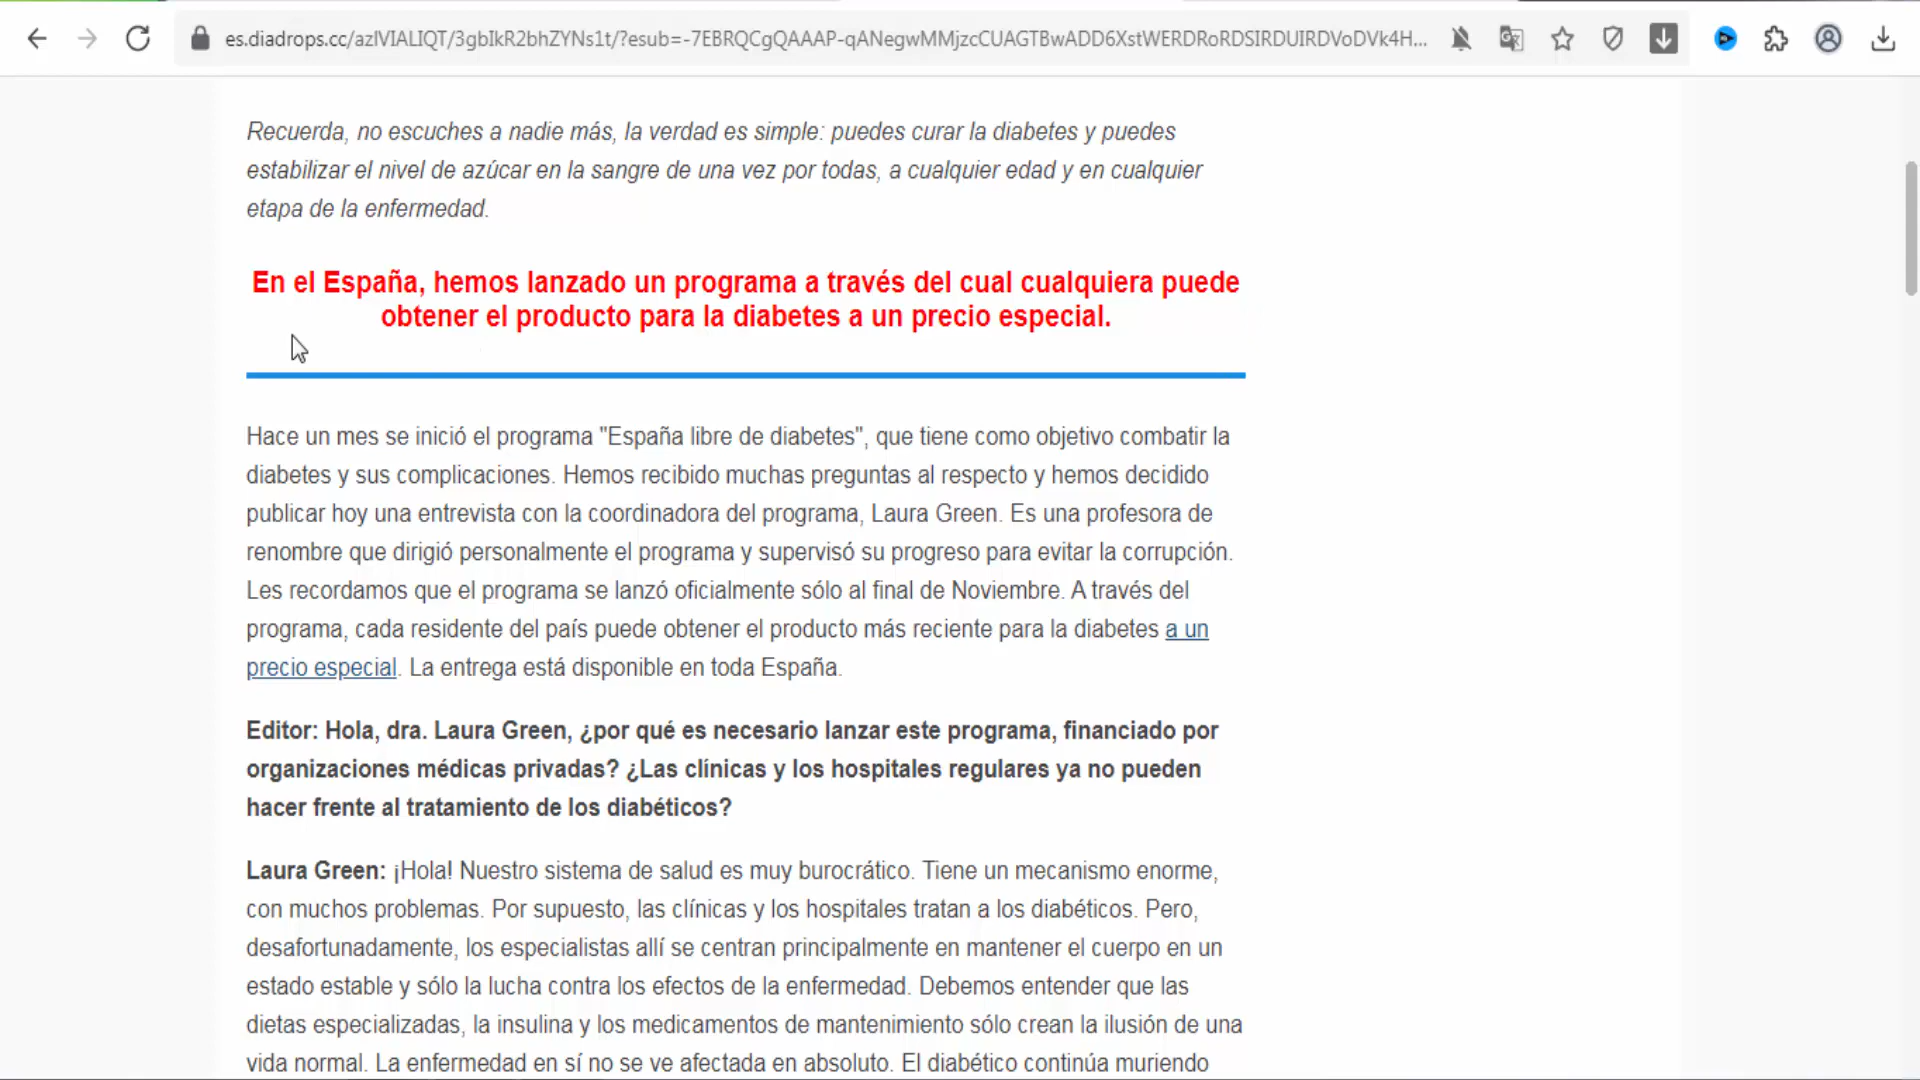 es.diadrops.cc/azlVIALIQT/3gbIkR2bhZYNs1t/?esub=-7EBRQCgQAAAP-qANegwMMjzcCUAGTBwADD6XstWERDRoRDSIRDUIRDVoDVk4H...
Recuerda, no escuches a nadie más, la verdad es simple: puedes curar la diabetes y puedes
estabilizar el nivel de azúcar en la sangre de una vez por todas, a cualquier edad y en cualquier
etapa de la enfermedad.
En el España, hemos lanzado un programa a través del cual cualquiera puede
obtener el producto para la diabetes a un precio especial.
Hace un mes se inició el programa "España libre de diabetes", que tiene como objetivo combatir la
diabetes y sus complicaciones. Hemos recibido muchas preguntas al respecto y hemos decidido
publicar hoy una entrevista con la coordinadora del programa, Laura Green. Es una profesora de
renombre que dirigió personalmente el programa y supervisó su progreso para evitar la corrupción.
Les recordamos que el programa se lanzó oficialmente sólo al final de Noviembre. A través del
programa, cada residente del país puede obtener el producto más reciente para la diabetes a un
precio especial. La entrega está disponible en toda España.
Editor: Hola, dra. Laura Green, ¿por qué es necesario lanzar este programa, financiado por
organizaciones médicas privadas? ¿Las clínicas y los hospitales regulares ya no pueden
hacer frente al tratamiento de los diabéticos?
Laura Green: ¡Hola! Nuestro sistema de salud es muy burocrático. Tiene un mecanismo enorme,
con muchos problemas. Por supuesto, las clínicas y los hospitales tratan a los diabéticos. Pero,
desafortunadamente, los especialistas allí se centran principalmente en mantener el cuerpo en un
estado estable y sólo la lucha contra los efectos de la enfermedad. Debemos entender que las
dietas especializadas, la insulina y los medicamentos de mantenimiento sólo crean la ilusión de una
vida normal. La enfermedad en sí no se ve afectada en absoluto. El diabético continúa muriendo